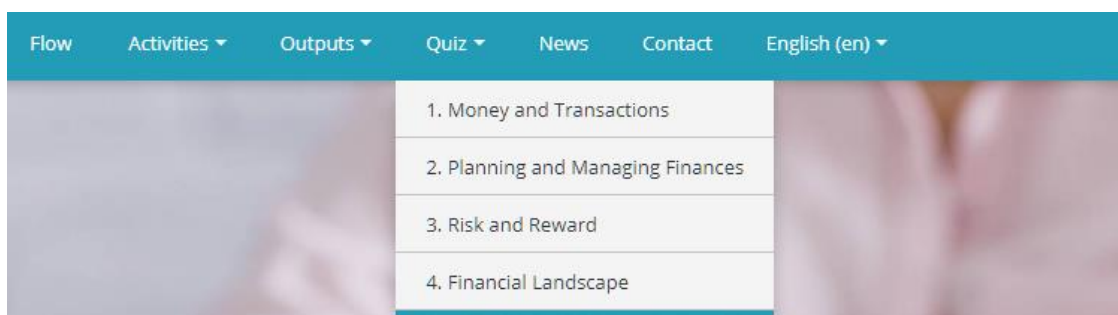 Flow Activities Outputs Quiz News Contact English (en)
1. Money and Transactions
2. Planning and Managing Finances
3. Risk and Reward
4. Financial Landscape